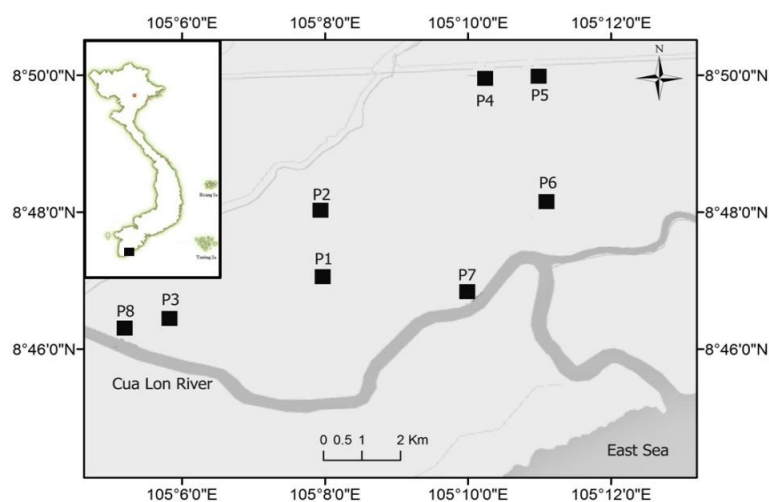 105°6'0"E 105°8'0"E 105°10'0"E 105°12'0"E
8°50'0"N 8°50'0"N
N
P4 P5
P2 P6
8°48'0"N 8°48'0"N
P1
P7
P8 P3
8°46'0"N 8°46'0"N
Cua Lon River
0 0.5 1 2 Km
East Sea
105°6'0"E 105°8'0"E 105°10'0"E 105°12'0"E